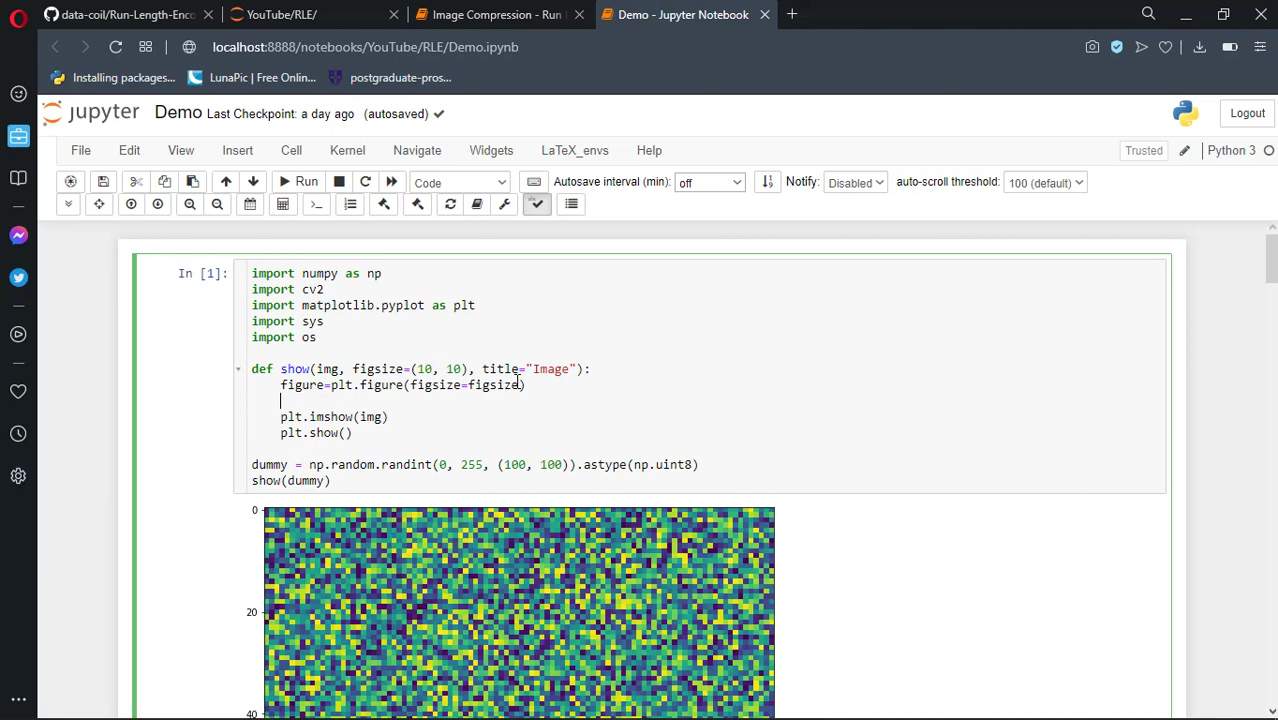 data-coil/Run-Length-Enco
YouTube/RLE/
Image Compression - Run
Demo - Jupyter Notebook
localhost:8888/notebooks/YouTube/RLE/Demo.ipynb
Installing packages...
LunaPic | Free Onlin...
postgraduate-pros...
jupyter
Demo Last Checkpoint: a day ago (autosaved)
Logout
File Edit View Insert Cell Kernel Navigate Widgets LaTeX_envs Help
Trusted
Python 3
Run
Code
Autosave interval (min): off
Notify: Disabled
auto-scroll threshold: 100 (default)
In [1]:
import numpy as np
import cv2
import matplotlib.pyplot as plt
import sys
import os
def show(img, figsize=(10, 10), title="Image"):
figure=plt.figure(figsize=figsize)
plt.imshow(img)
plt.show()
dummy = np.random.randint(0, 255, (100, 100)).astype(np.uint8)
show(dummy)
0
20
40